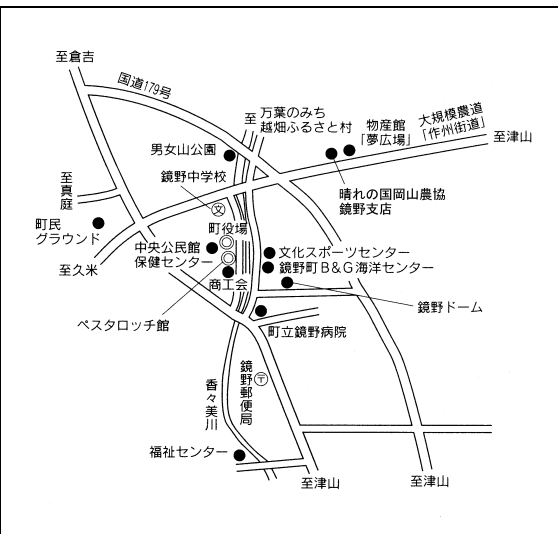 至倉吉
国道179号
至 万葉のみち
越畑ふるさと村
物産館
「夢広場」
大規模農道
「作州街道」
至津山
男女山公園
鏡野中学校
文
晴れの国岡山農協
鏡野支店
至真庭
町民
グラウンド
至久米
町役場
中央公民館
保健センター
商工会
文化スポーツセンター
鏡野町B&G海洋センター
鏡野ドーム
ペスタロッチ館
町立鏡野病院
香々美川
鏡野郵便局
〒
福祉センター
至津山
至津山